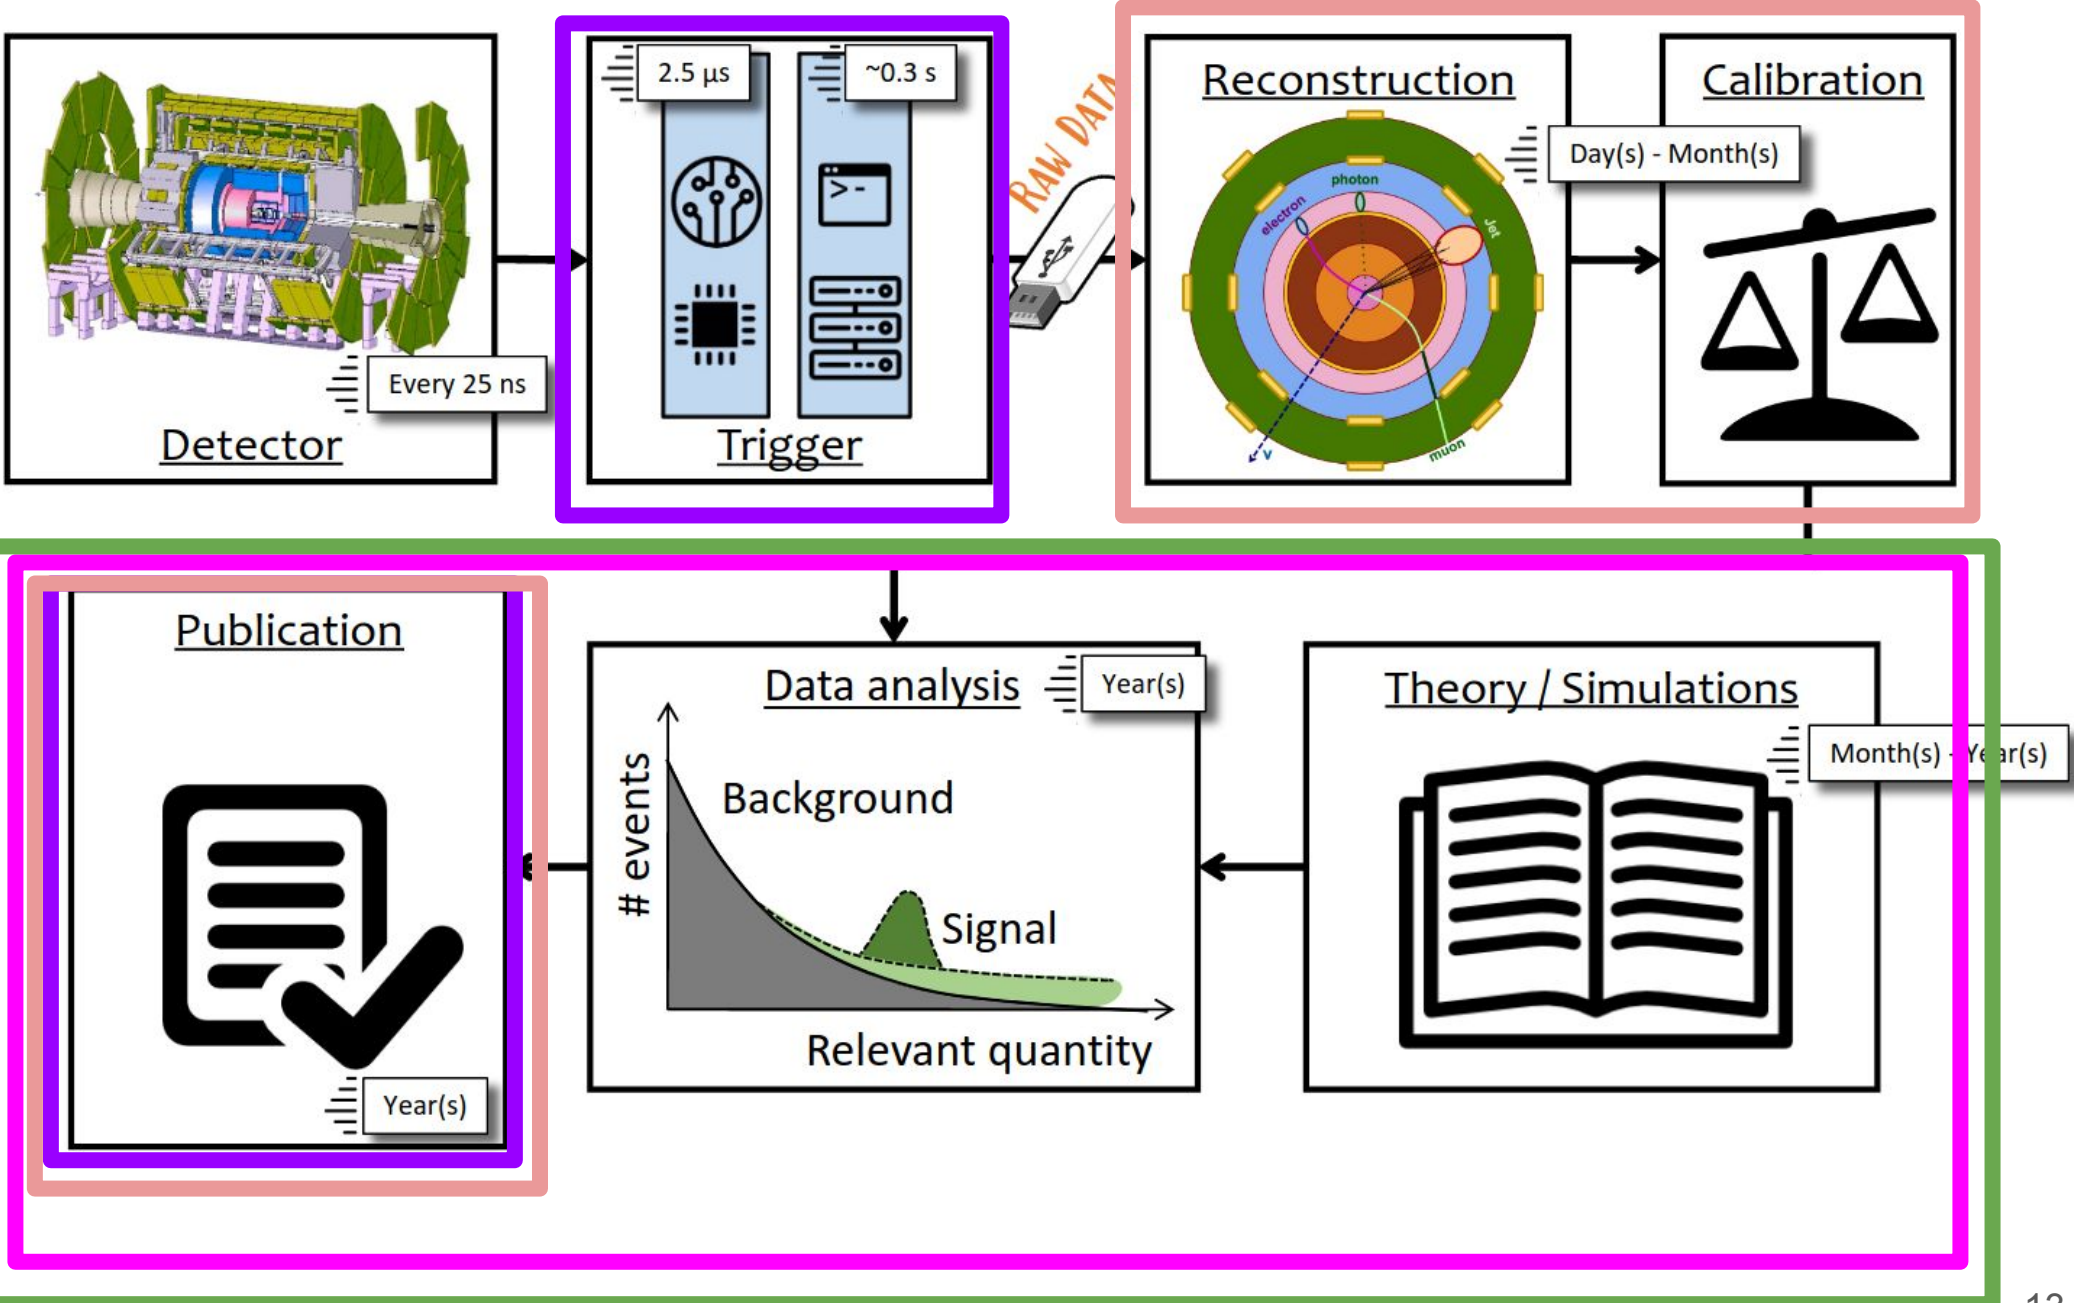 2.5 µs
~0.3 s
RAW DATA
Reconstruction
Calibration
Day(s) - Month(s)
photon
electron
Jet
Every 25 ns
Detector
Trigger
ν
muon
Publication
Data analysis
Year(s)
Theory / Simulations
Month(s) - Year(s)
# events
Background
Signal
Relevant quantity
Year(s)